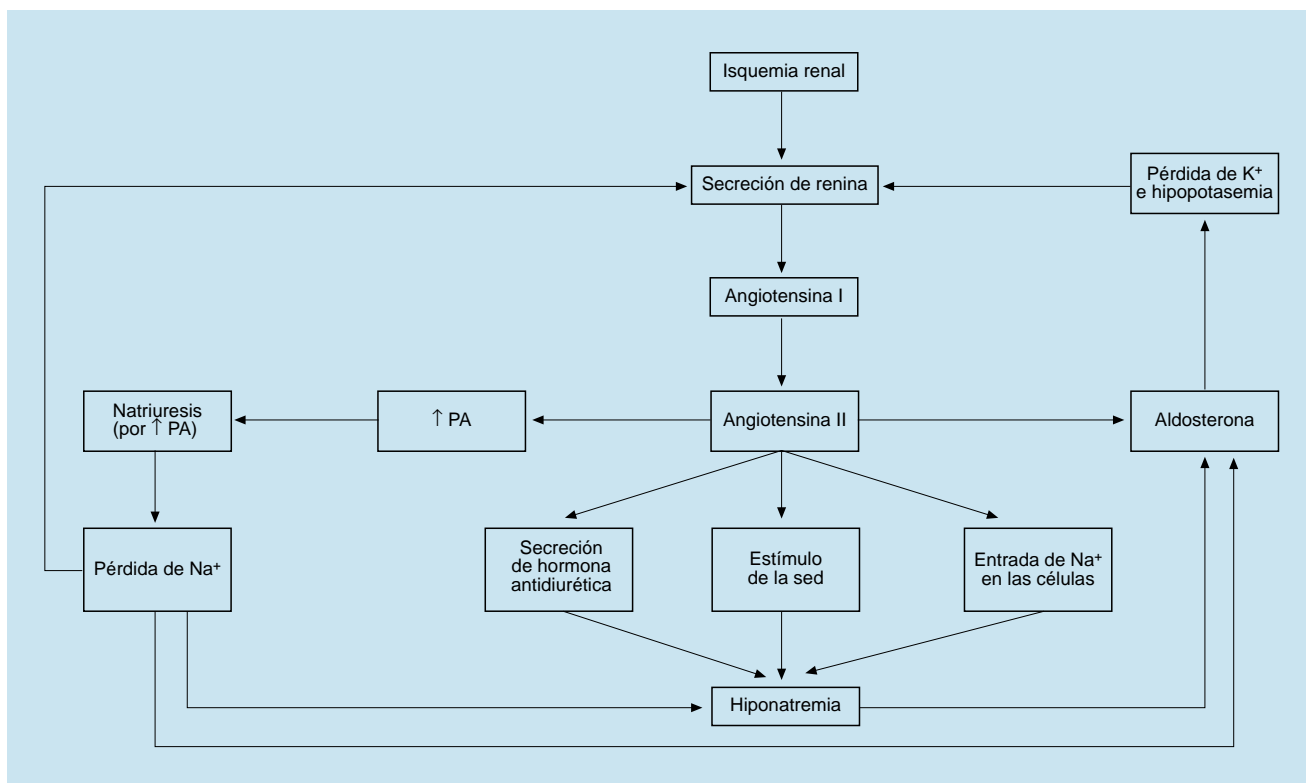 Isquemia renal
Secreción de renina
Pérdida de K⁺
e hipopotasemia
Angiotensina I
Natriuresis
(por ↑ PA)
↑ PA
Angiotensina II
Aldosterona
Pérdida de Na⁺
Secreción
de hormona
antidiurética
Estímulo
de la sed
Entrada de Na⁺
en las células
Hiponatremia